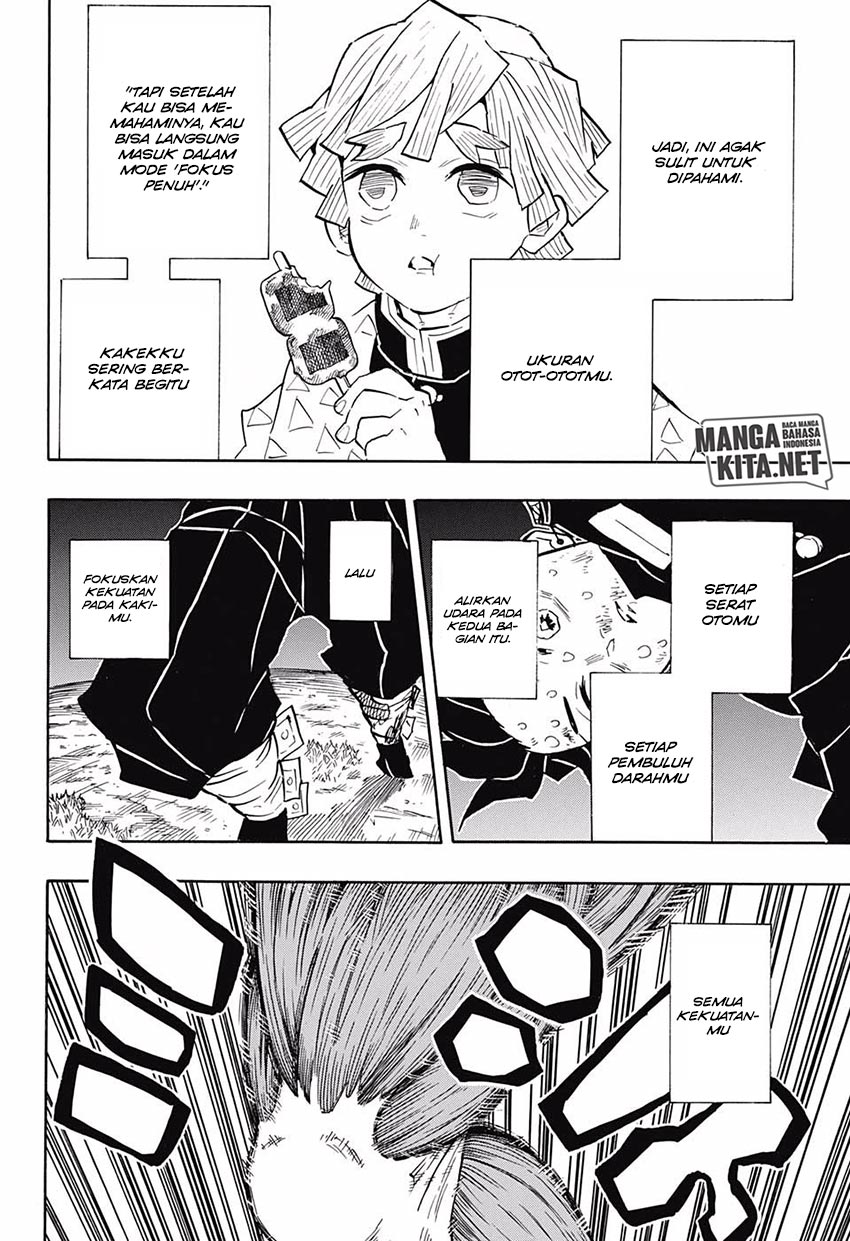 JADI, INI AGAK
SULIT UNTUK
DIPAHAMI.
UKURAN
OTOT-OTOTMU.
"TAPI SETELAH
KAU BISA ME-
MAHAMINYA, KAU
BISA LANGSUNG
MASUK DALAM
MODE 'FOKUS
PENUH'."
KAKEKKU
SERING BER-
KATA BEGITU
MANGA
KITA.NET
BACA MANGA
BAHASA
INDONESIA
SETIAP
SERAT
OTOMU
SETIAP
PEMBULUH
DARAHMU
ALIRKAN
UDARA PADA
KEDUA BA-
GIAN ITU.
LALU
FOKUSKAN
KEKUATAN
PADA KAKI-
MU.
SEMUA
KEKUATAN-
MU